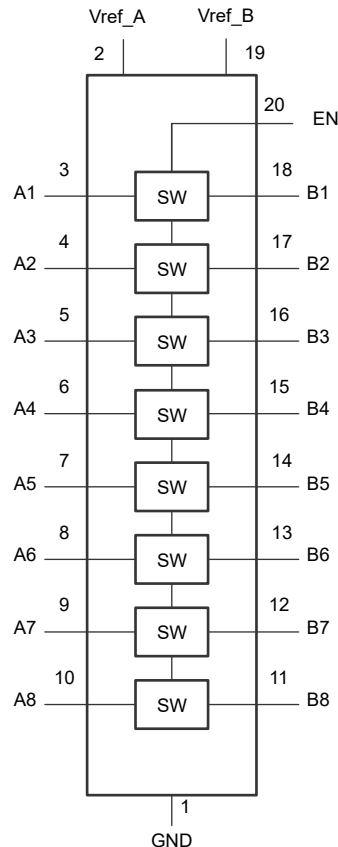 Vref_A Vref_B
2 19
20
EN
3 18
A1 SW B1
4 17
A2 SW B2
5 16
A3 SW B3
6 15
A4 SW B4
7 14
A5 SW B5
8 13
A6 SW B6
9 12
A7 SW B7
10 11
A8 SW B8
1
GND